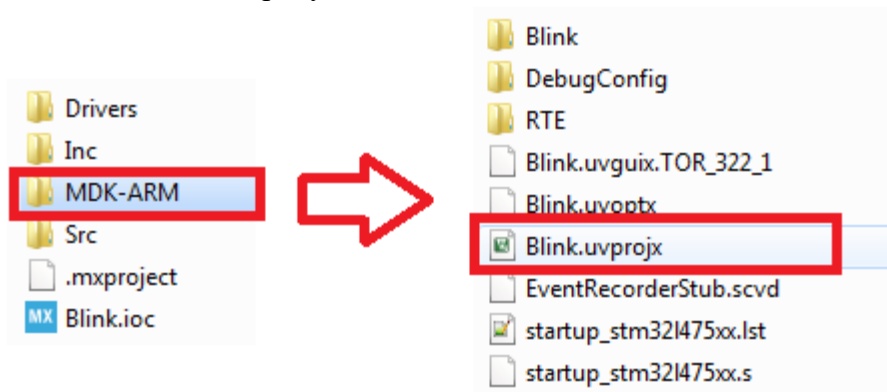 Drivers
Inc
MDK-ARM
Src
.mxproject
MX Blink.ioc
Blink
DebugConfig
RTE
Blink.uvguix.TOR_322_1
Blink.uvoptx
Blink.uvprojx
EventRecorderStub.scvd
startup_stm32l475xx.lst
startup_stm32l475xx.s